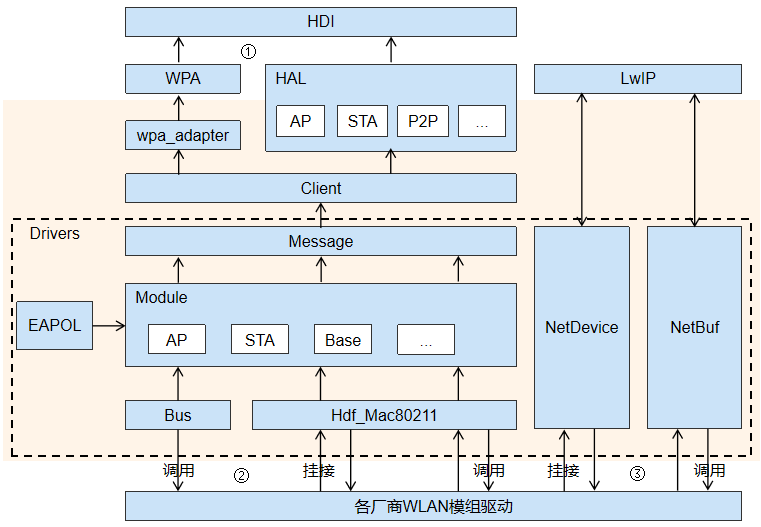 HDI
①
WPA
HAL
LwIP
AP
STA
P2P
...
wpa_adapter
Client
Drivers
Message
Module
EAPOL
AP
STA
Base
...
NetDevice
NetBuf
Bus
Hdf_Mac80211
调用
②
挂接
调用
挂接
③
调用
各厂商WLAN模组驱动